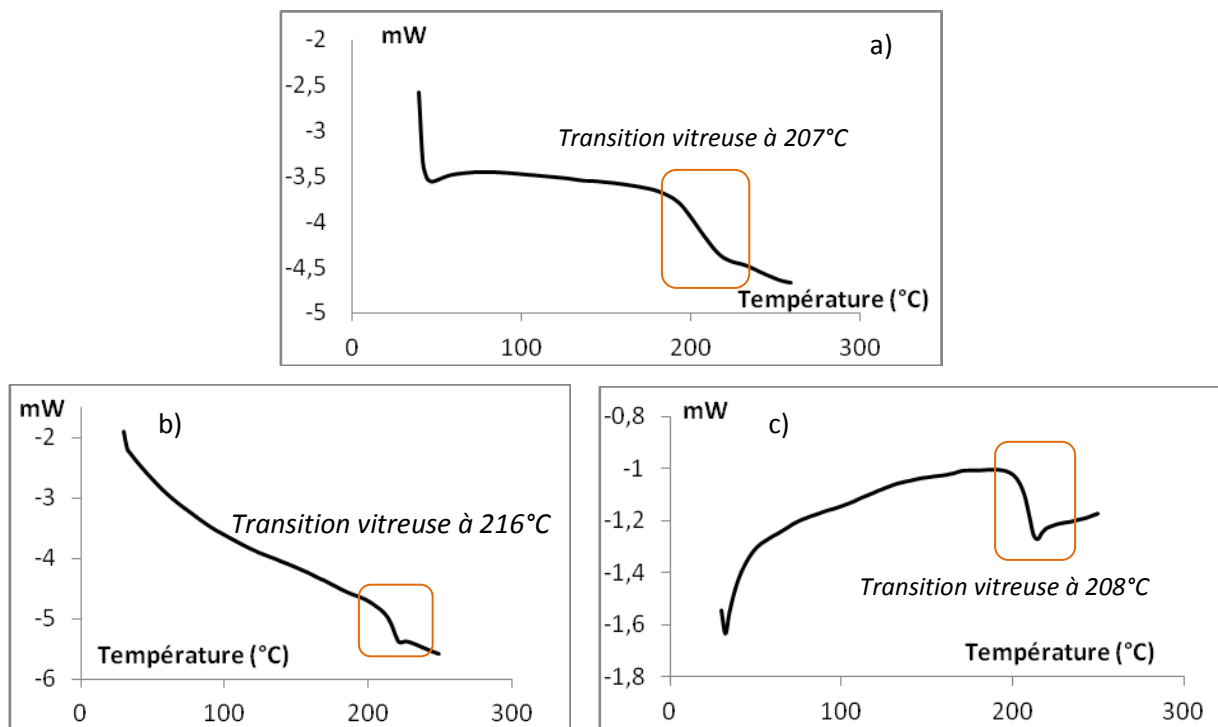 mW
a)
-2
-2,5
-3
Transition vitreuse à 207°C
-3,5
-4
-4,5
Température (°C)
-5
0 100 200 300
mW
b)
-2
-3
Transition vitreuse à 216°C
-4
-5
Température (°C)
-6
0 100 200 300
-0,8
mW
c)
-1
-1,2
Transition vitreuse à 208°C
-1,4
-1,6
Température (°C)
-1,8
0 100 200 300